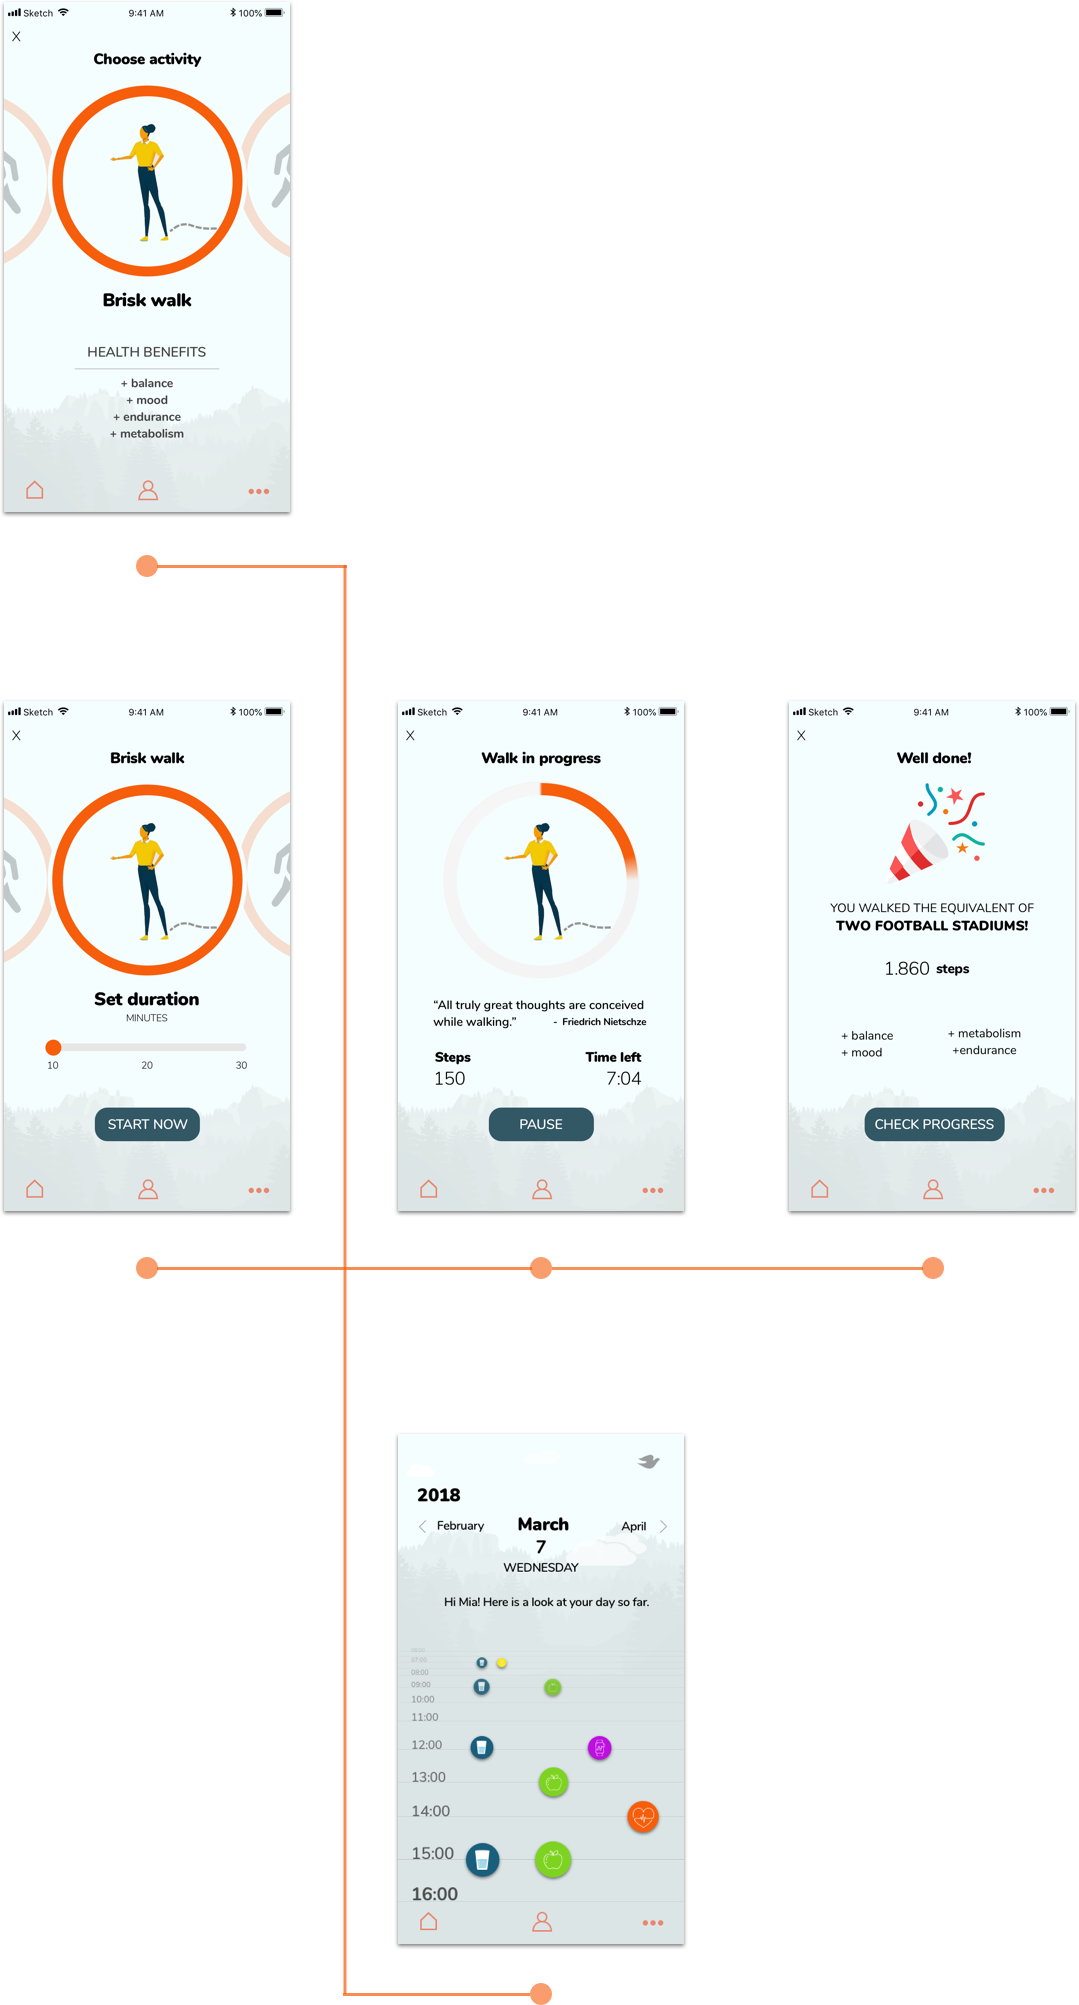 Sketch 9:41 AM 100%
X
Choose activity
Brisk walk
HEALTH BENEFITS
+ balance
+ mood
+ endurance
+ metabolism
Sketch 9:41 AM 100%
X
Brisk walk
Set duration
MINUTES
10 20 30
START NOW
Sketch 9:41 AM 100%
X
Walk in progress
“All truly great thoughts are conceived
while walking.” - Friedrich Nietschze
Steps Time left
150 7:04
PAUSE
Sketch 9:41 AM 100%
X
Well done!
YOU WALKED THE EQUIVALENT OF
TWO FOOTBALL STADIUMS!
1.860 steps
+ balance + metabolism
+ mood +endurance
CHECK PROGRESS
2018
February March April
7
WEDNESDAY
Hi Mia! Here is a look at your day so far.
07:00
08:00
09:00
10:00
11:00
12:00
13:00
14:00
15:00
16:00